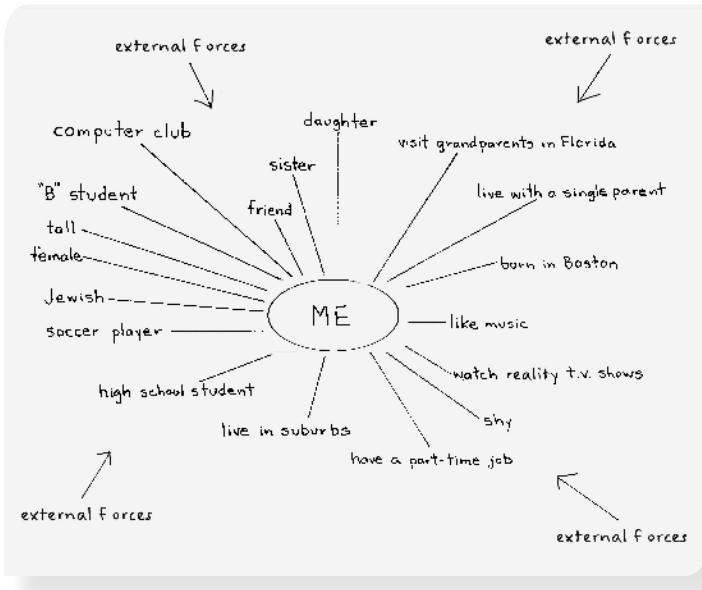 external forces
external forces
daughter
computer club
visit grandparents in Florida
sister
"B" student
live with a single parent
friend
tall
female
born in Boston
Jewish
ME
like music
soccer player
watch reality t.v. shows
high school student
shy
live in suburbs
have a part-time job
external forces
external forces